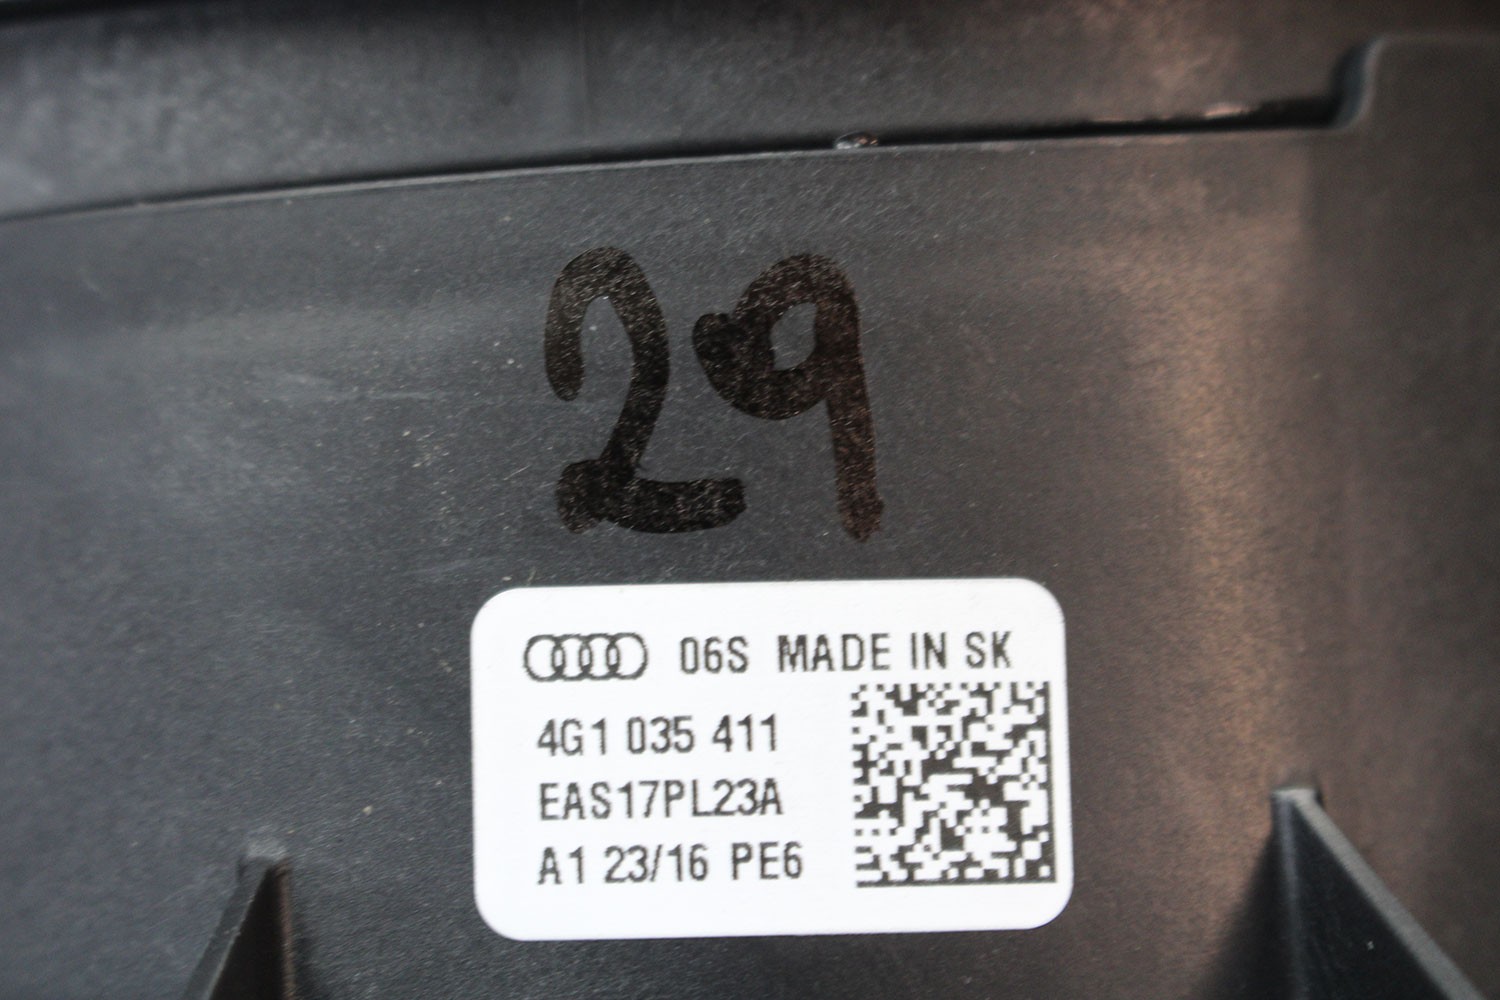 29
06S MADE IN SK
4G1 035 411
EAS17PL23A
A1 23/16 PE6